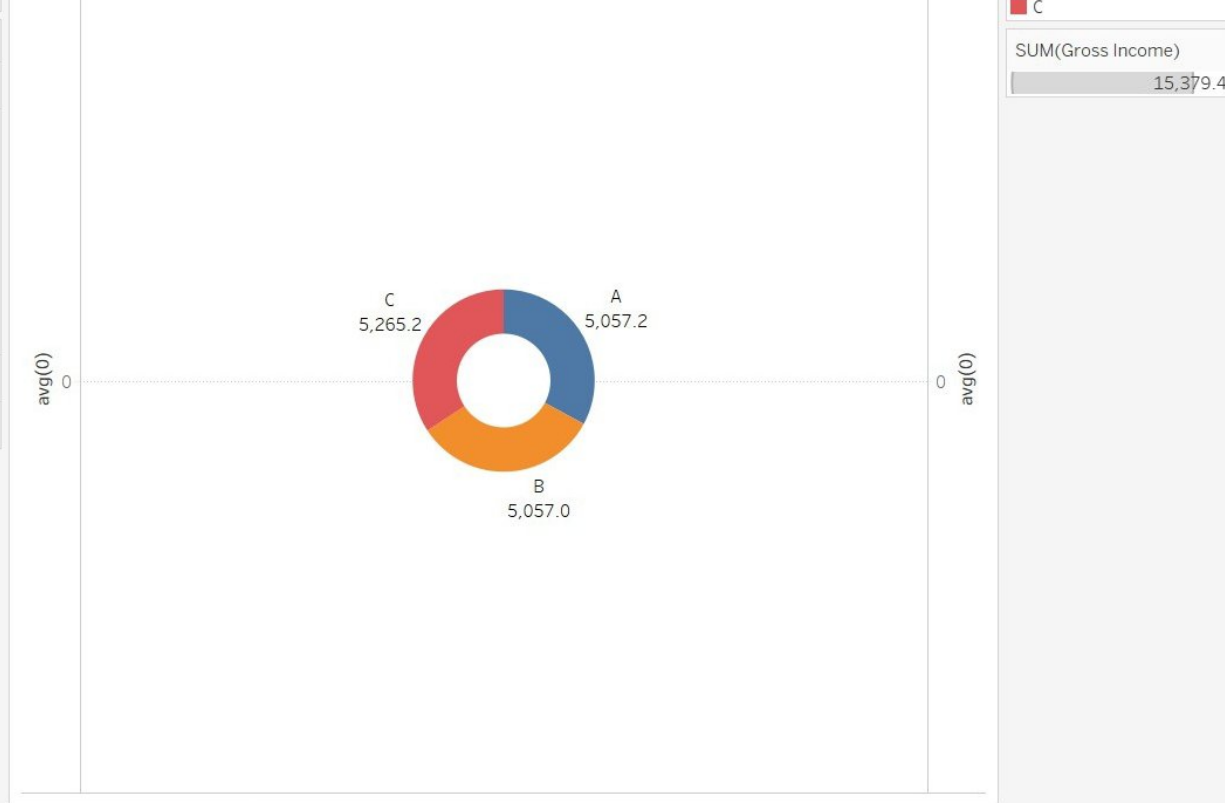 C
SUM(Gross Income)
15,379.4
C
5,265.2
A
5,057.2
avg(0)
0
0
avg(0)
B
5,057.0